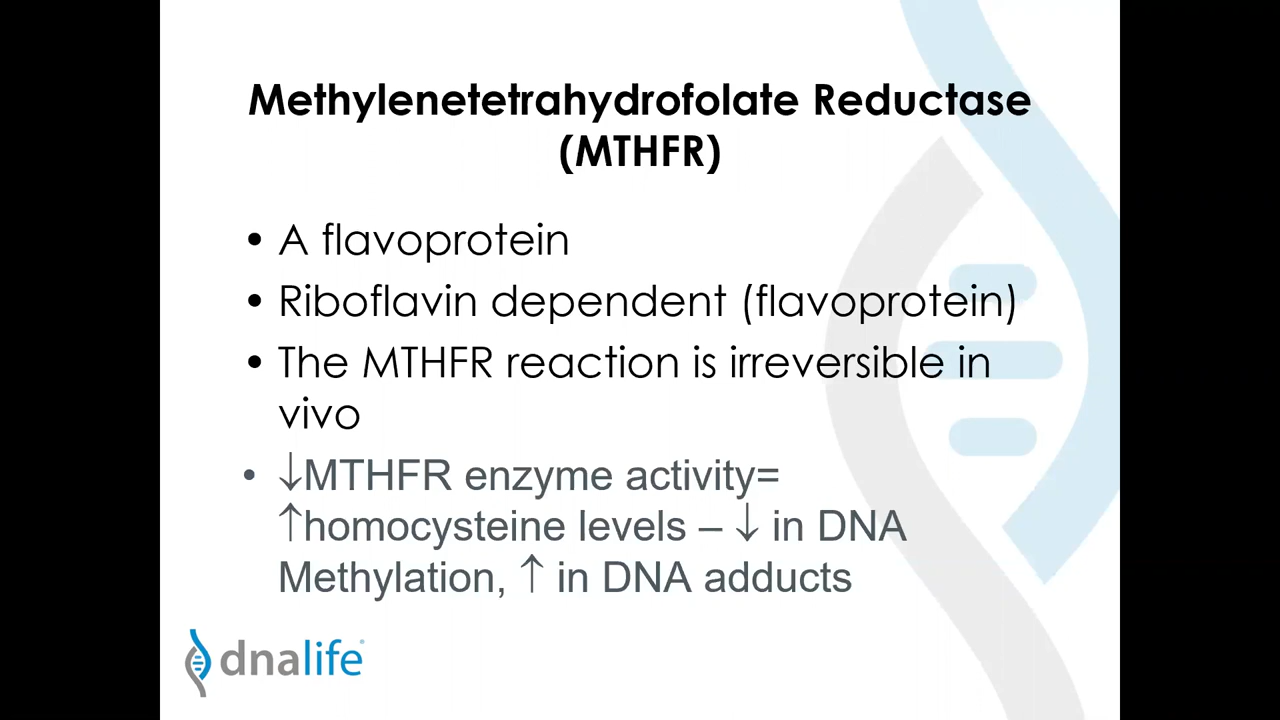 Methylenetetrahydrofolate Reductase
(MTHFR)
• A flavoprotein
• Riboflavin dependent (flavoprotein)
• The MTHFR reaction is irreversible in
vivo
• ↓MTHFR enzyme activity=
↑homocysteine levels – ↓ in DNA
Methylation, ↑ in DNA adducts
dnalife